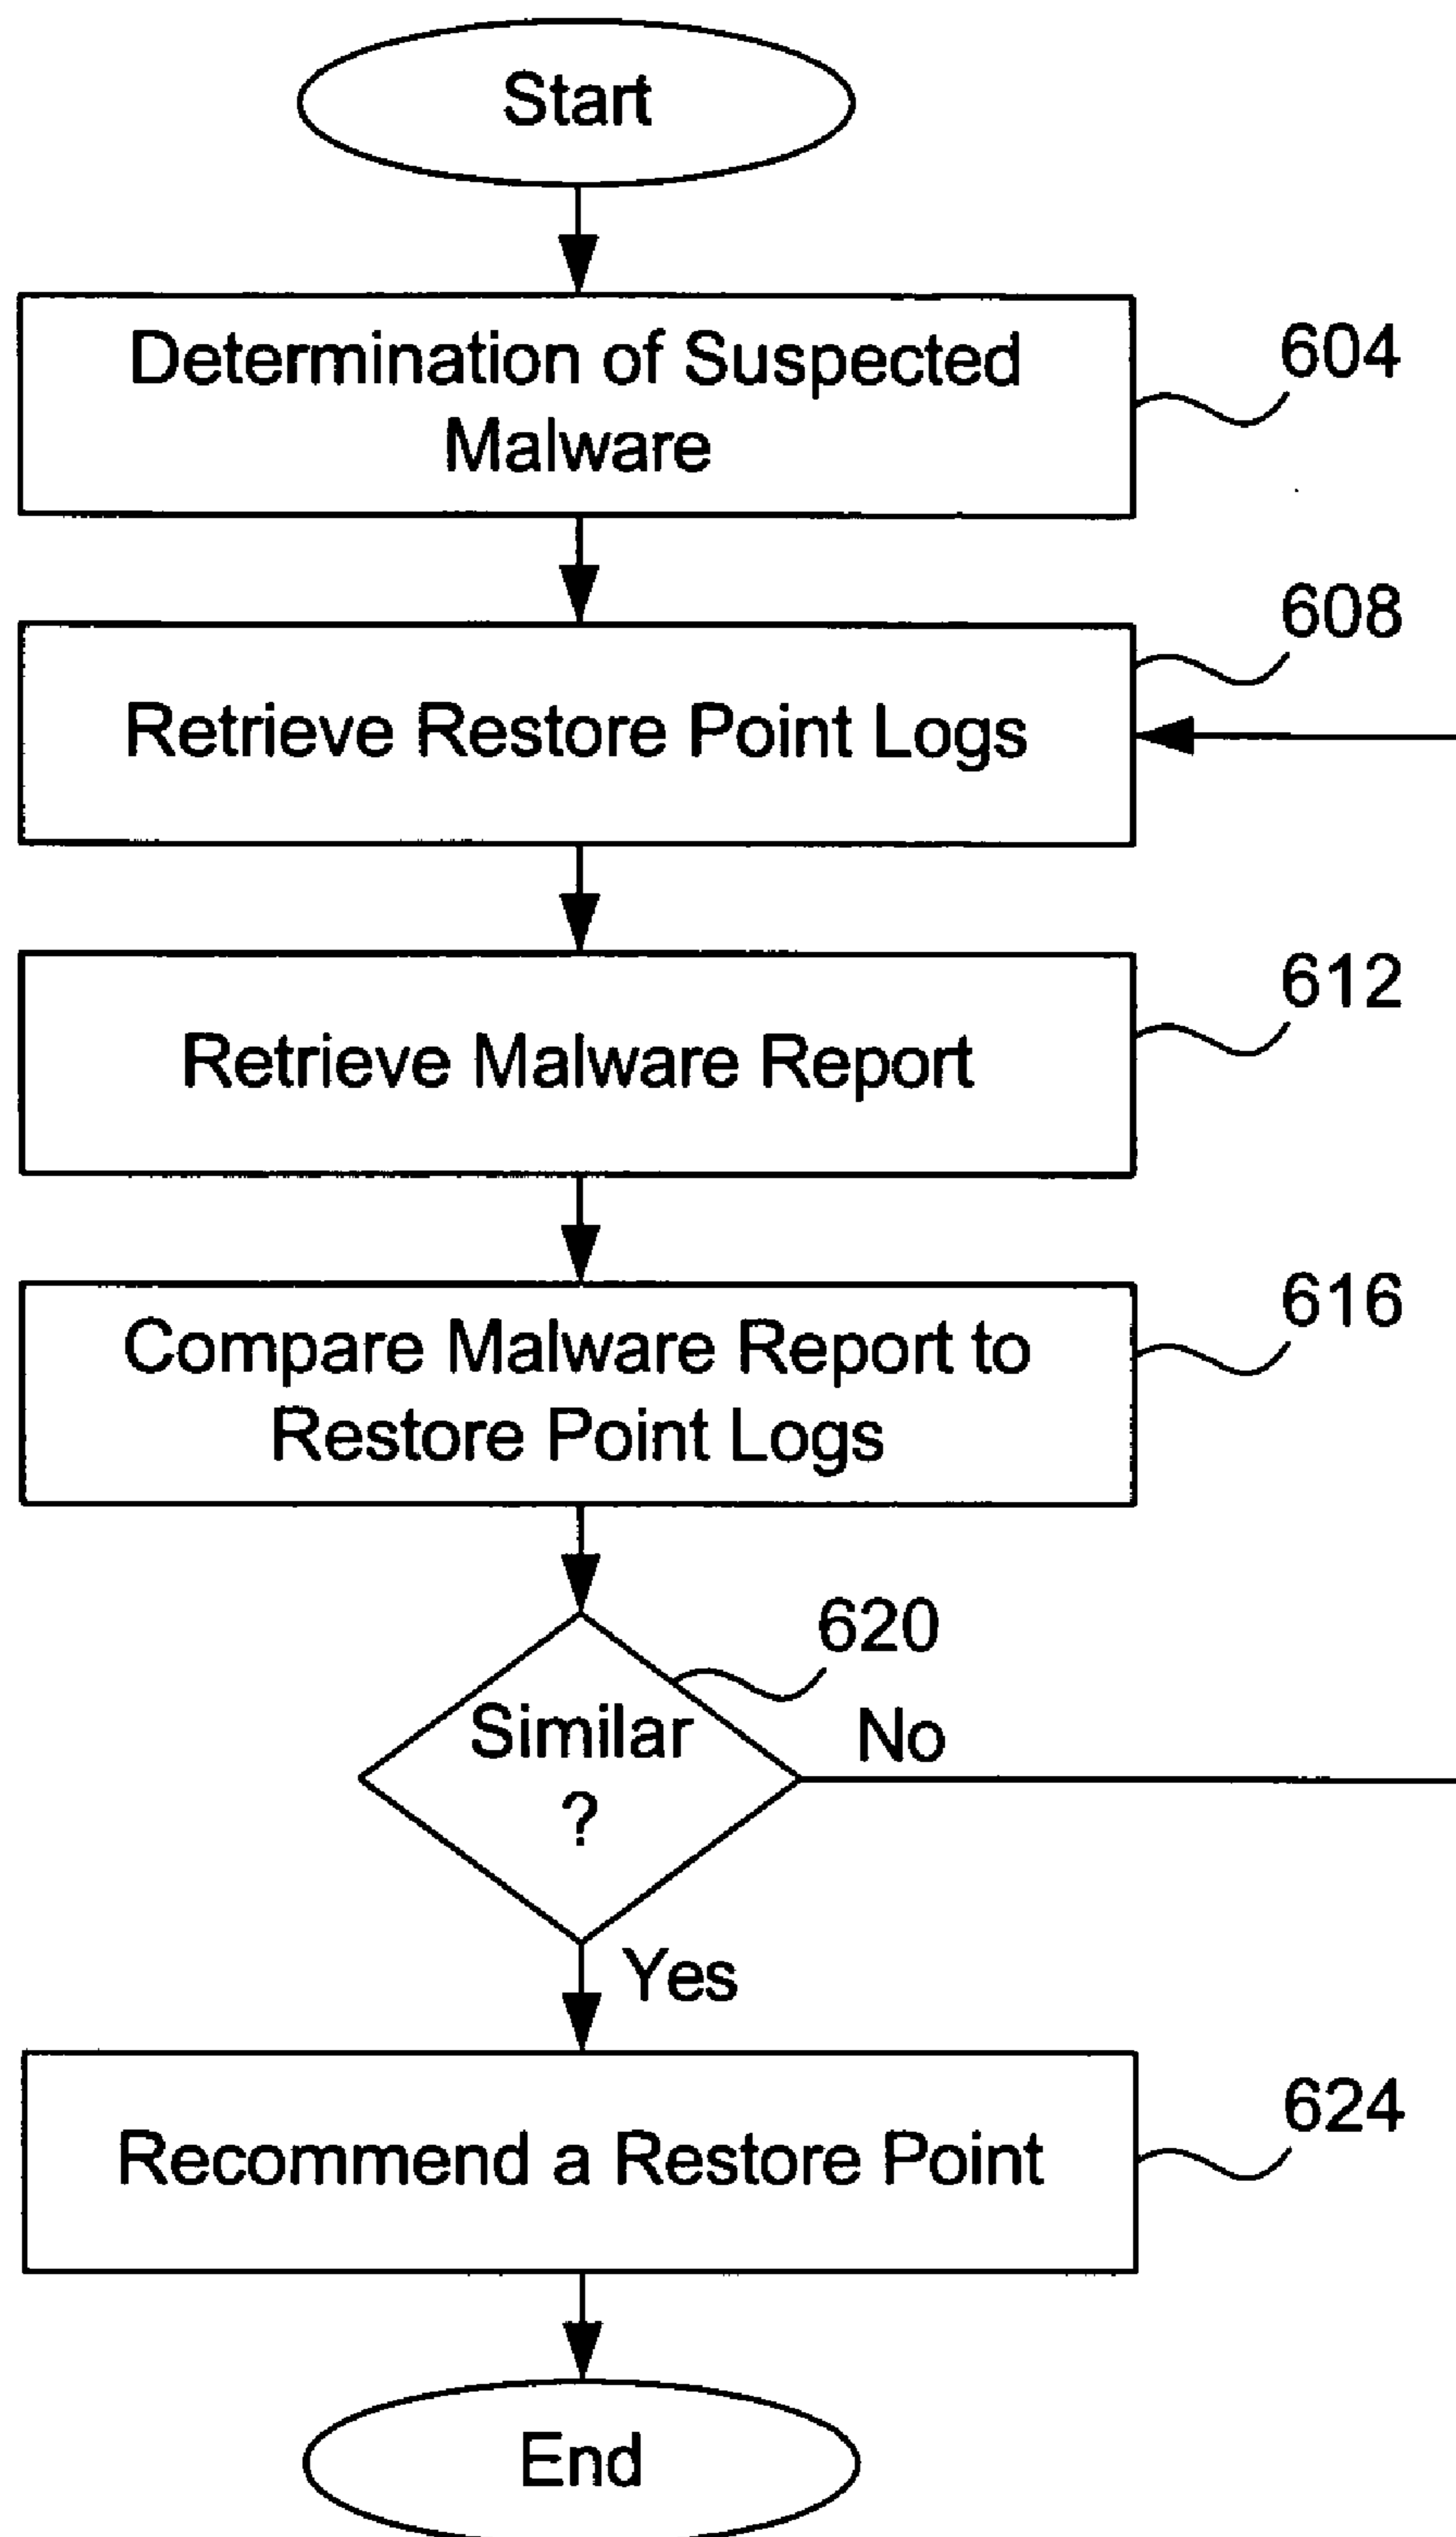 Start
Determination of Suspected
Malware
604
Retrieve Restore Point Logs
608
Retrieve Malware Report
612
Compare Malware Report to
Restore Point Logs
616
Similar
?
620
No
Yes
Recommend a Restore Point
624
End